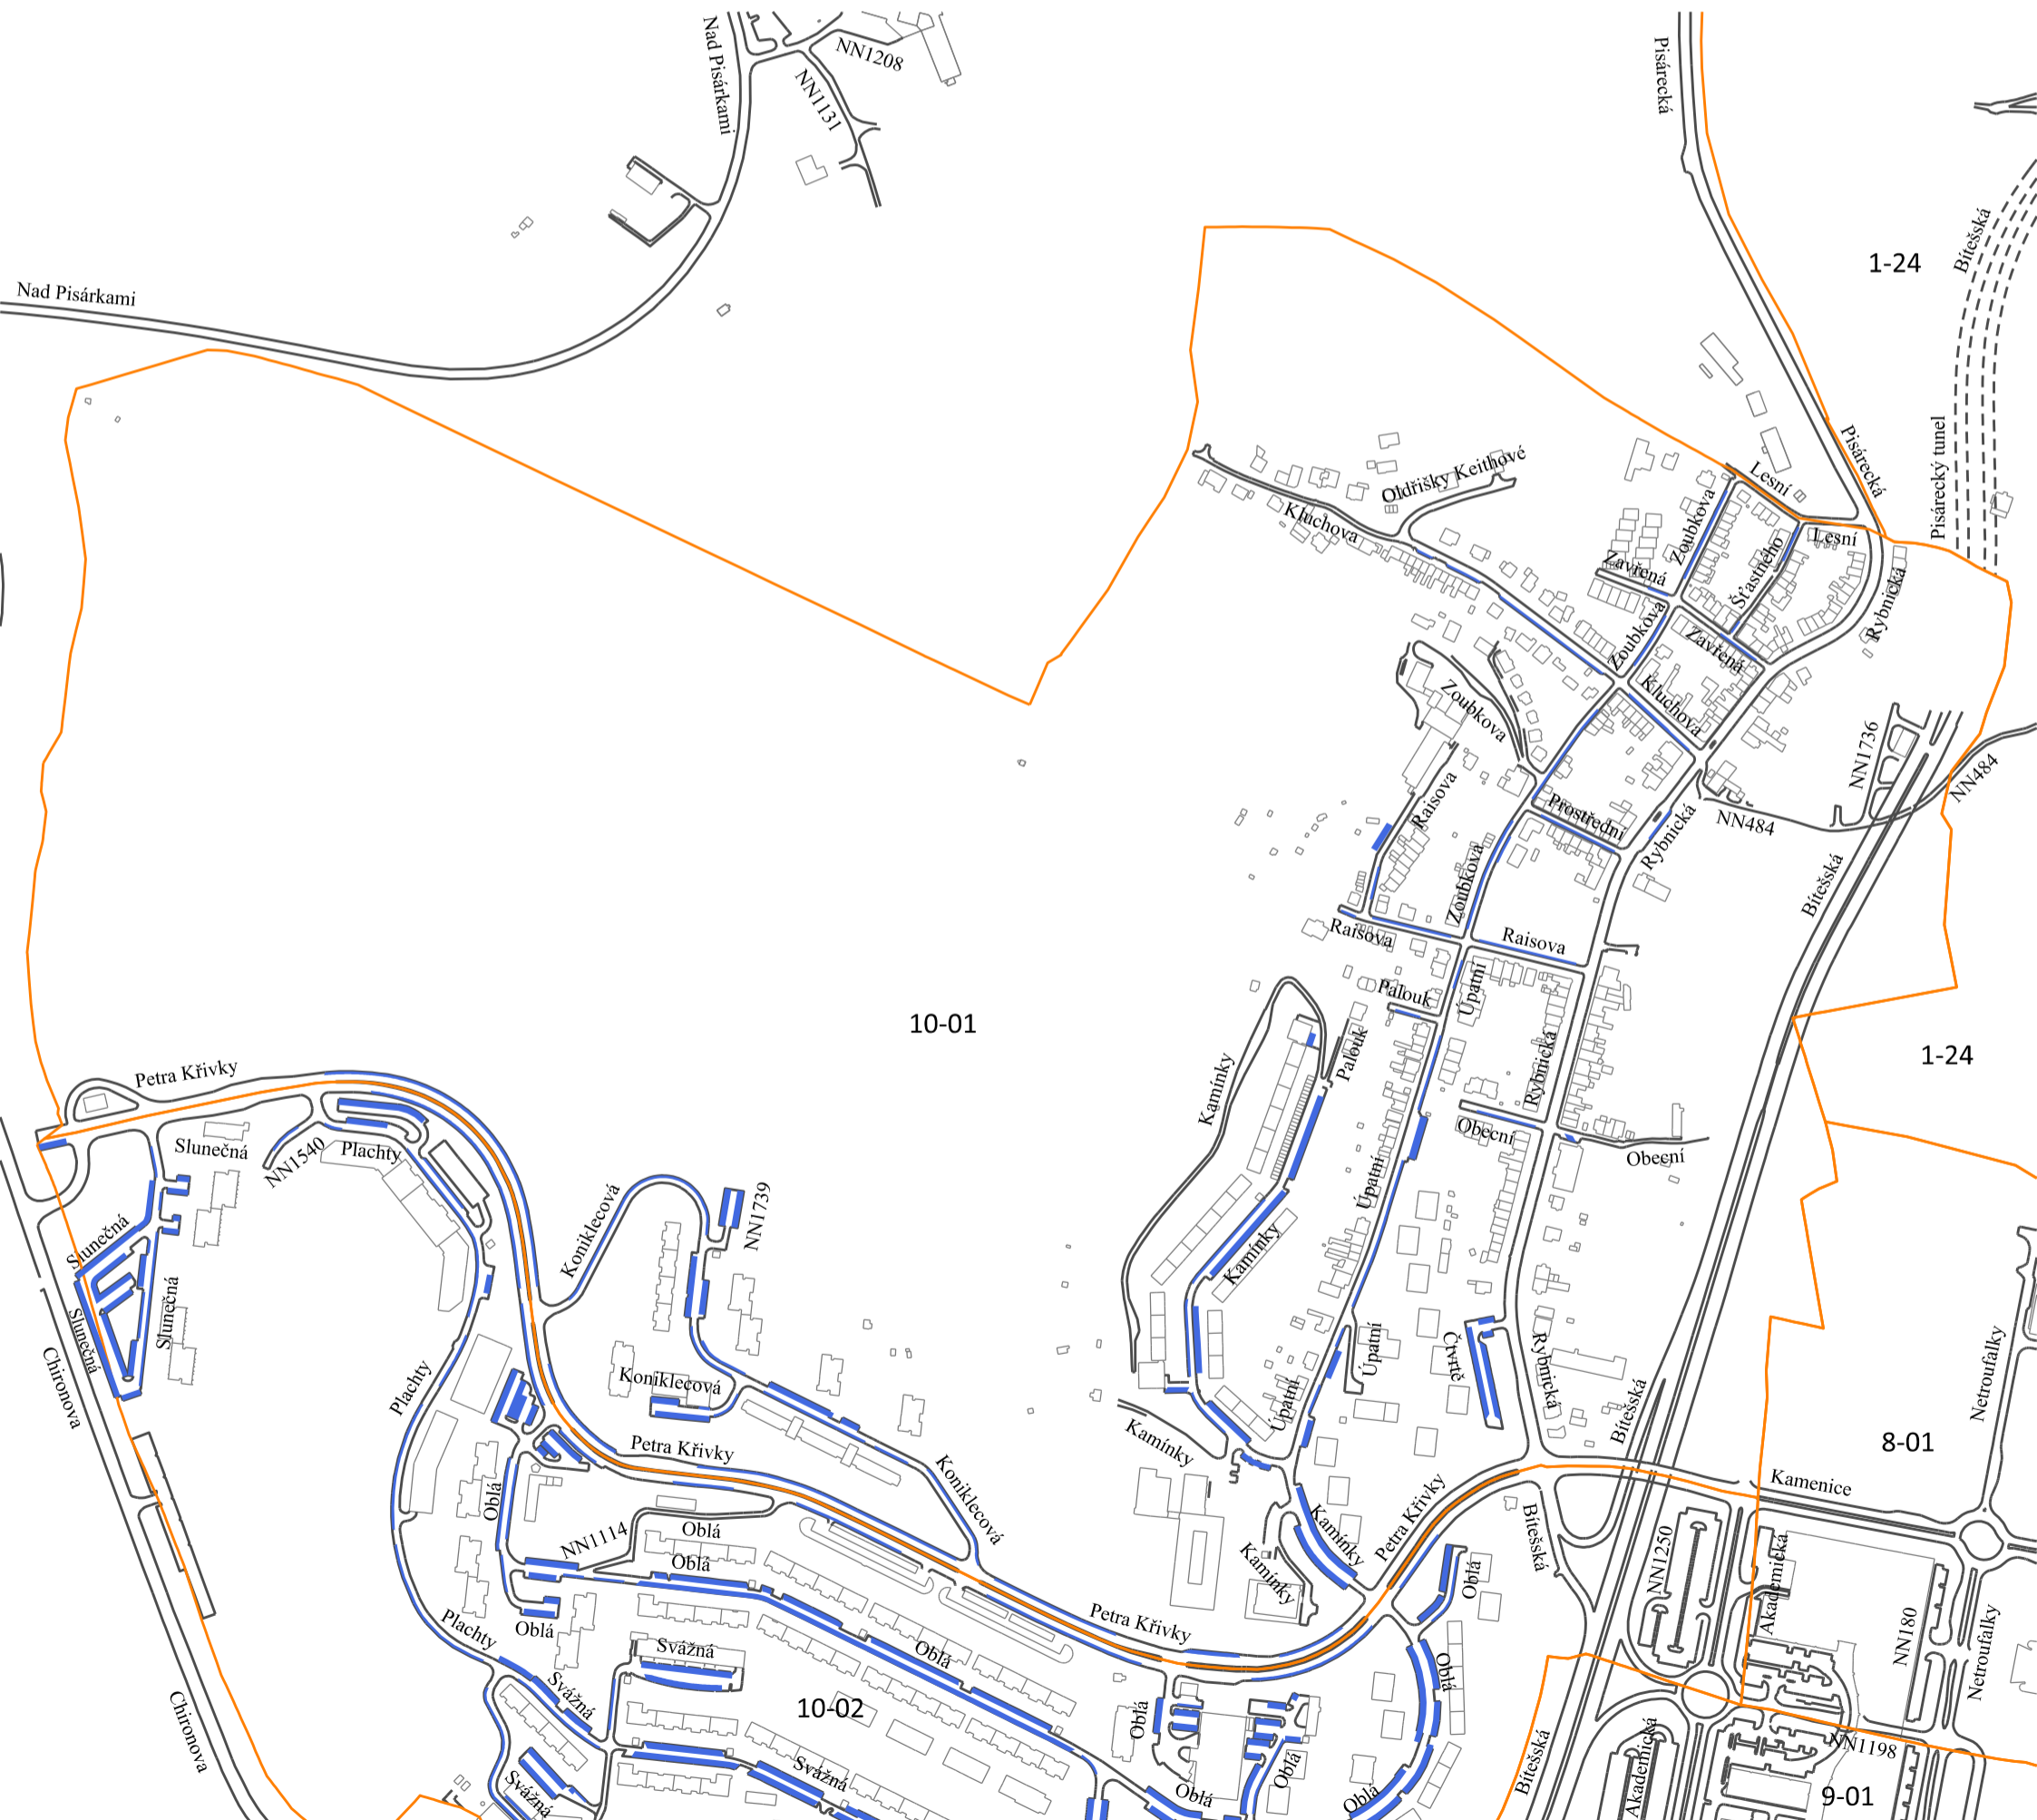 Nad Pisárkami
NN1208
NN1131
Pisárecká
Bítešská
1-24
Nad Pisárkami
Pisárecký tunel
Pisárecká
Lesní
Oldřišky Keithové
Kluchova
Zoubkova
Lesní
Šťastného
Zavřená
Rybnická
Zoubkova
Zavřená
Kluchova
Zoubkova
NN1736
NN484
Raisova
Prostřední
Rybnická
NN484
Zoubkova
Bítešská
Raisova
Raisova
Palouk
Úpatní
10-01
Palouk
Rybnická
1-24
Kamínky
Petra Křivky
Slunečná
NN1540
Plachty
Obecní
Obecní
Úpatní
Koniklecová
NN1739
Slunečná
Kamínky
Slunečná
Slunečná
Chironova
Plachty
Koniklecová
Úpatní
Čtvrtě
Rybnická
Netroufalky
Úpatní
Bítešská
Kamínky
8-01
Petra Křivky
Koniklecová
Kamenice
Oblá
NN1114
Oblá
Oblá
Kamínky
Petra Křivky
Bítešská
NN1250
Akademická
Kamínky
Oblá
Oblá
Plachty
Petra Křivky
NN180
Netroufalky
Svážná
Oblá
Oblá
Svážná
10-02
Oblá
Chironova
Svážná
Svážná
Oblá
Oblá
Oblá
Bítešská
Akademická
NN1198
9-01